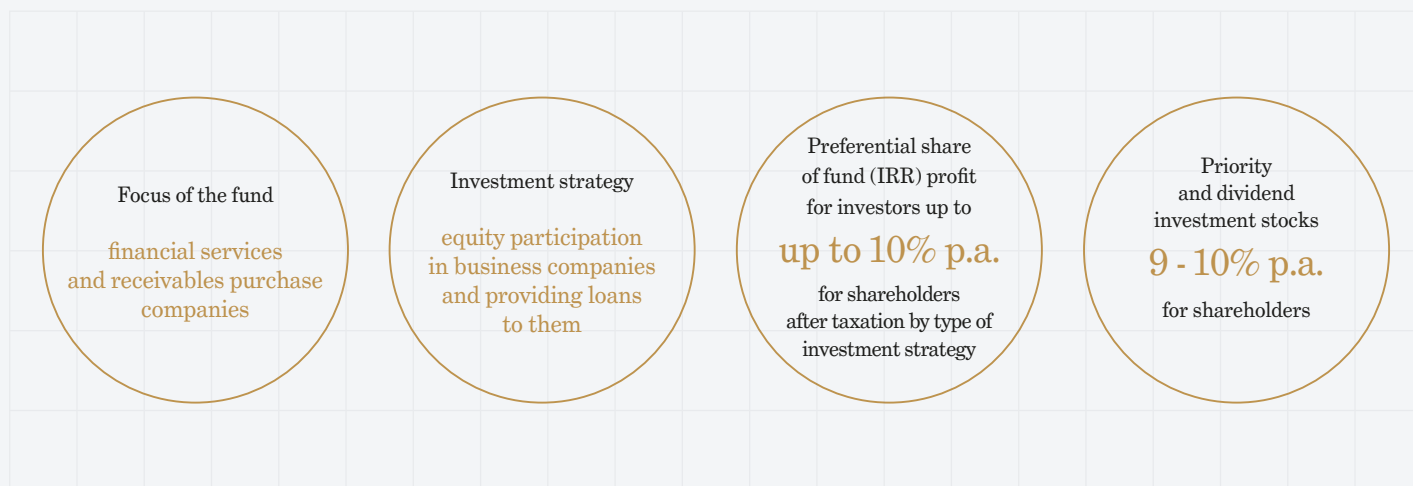 Focus of the fund
financial services
and receivables purchase
companies
Investment strategy
equity participation
in business companies
and providing loans
to them
Preferential share
of fund (IRR) profit
for investors up to
up to 10% p.a.
for shareholders
after taxation by type of
investment strategy
Priority
and dividend
investment stocks
9 - 10% p.a.
for shareholders